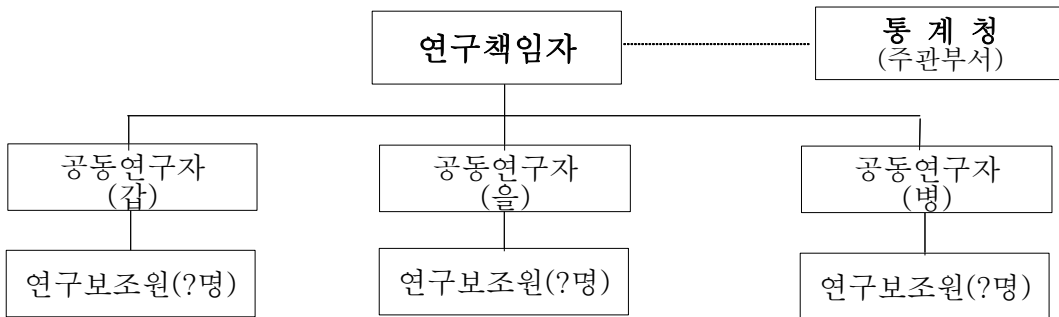 연구책임자
통 계 청
(주관부서)
공동연구자
(갑)
공동연구자
(을)
공동연구자
(병)
연구보조원(?명)
연구보조원(?명)
연구보조원(?명)